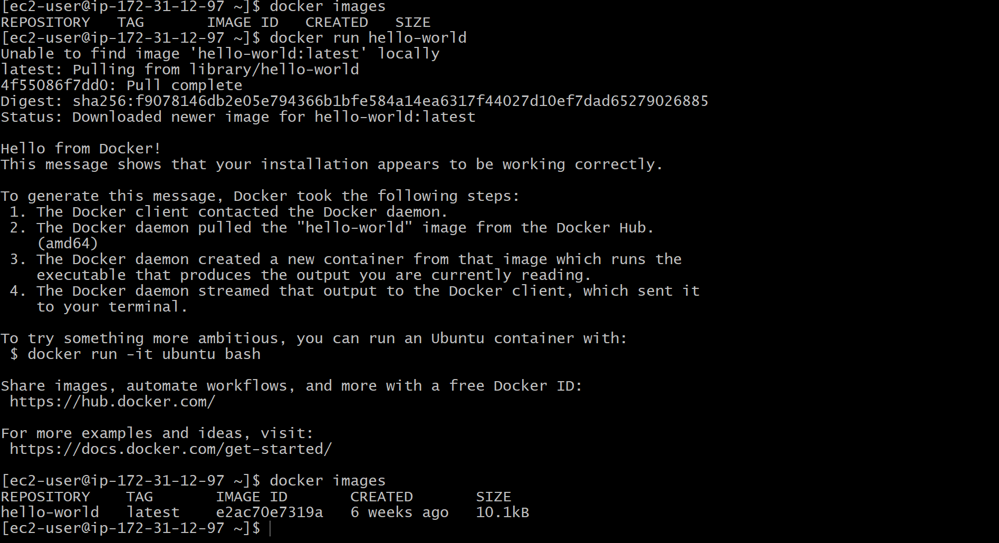 [ec2-user@ip-172-31-12-97 ~]$ docker images
REPOSITORY   TAG       IMAGE ID   CREATED   SIZE
[ec2-user@ip-172-31-12-97 ~]$ docker run hello-world
Unable to find image 'hello-world:latest' locally
latest: Pulling from library/hello-world
4f55086f7dd0: Pull complete
Digest: sha256:f9078146db2e05e794366b1bfe584a14ea6317f44027d10ef7dad65279026885
Status: Downloaded newer image for hello-world:latest

Hello from Docker!
This message shows that your installation appears to be working correctly.

To generate this message, Docker took the following steps:
 1. The Docker client contacted the Docker daemon.
 2. The Docker daemon pulled the "hello-world" image from the Docker Hub.
    (amd64)
 3. The Docker daemon created a new container from that image which runs the
    executable that produces the output you are currently reading.
 4. The Docker daemon streamed that output to the Docker client, which sent it
    to your terminal.

To try something more ambitious, you can run an Ubuntu container with:
 $ docker run -it ubuntu bash

Share images, automate workflows, and more with a free Docker ID:
 https://hub.docker.com/

For more examples and ideas, visit:
 https://docs.docker.com/get-started/

[ec2-user@ip-172-31-12-97 ~]$ docker images
REPOSITORY    TAG       IMAGE ID       CREATED       SIZE
hello-world   latest    e2ac70e7319a   6 weeks ago   10.1kB
[ec2-user@ip-172-31-12-97 ~]$